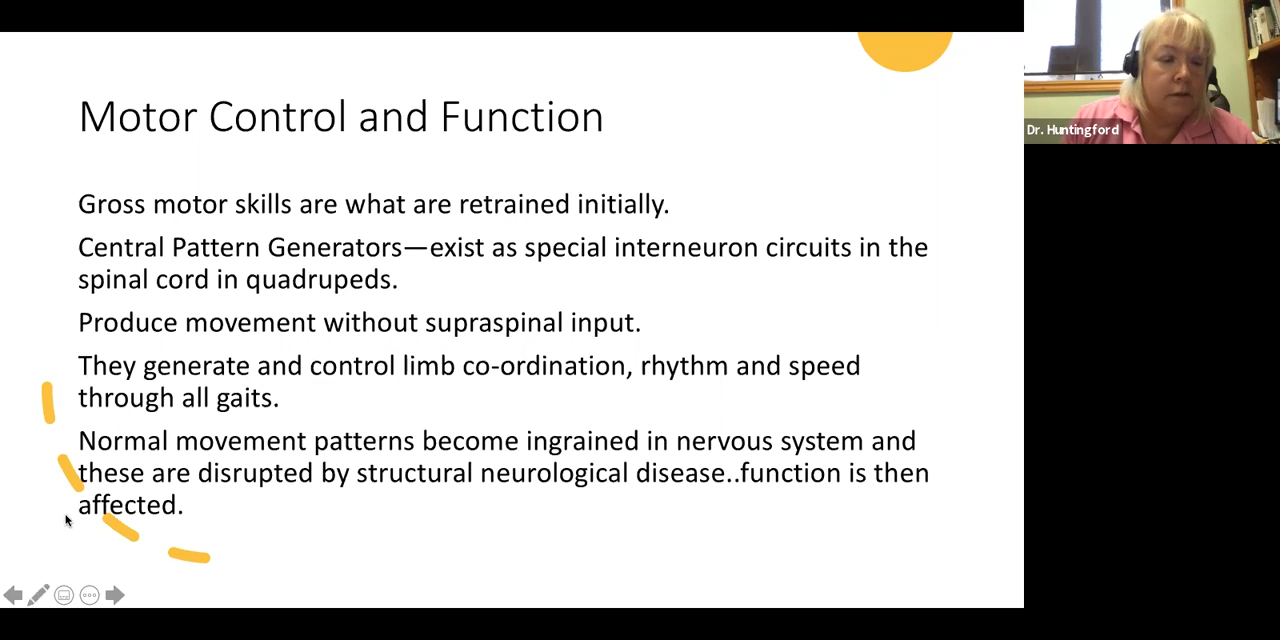 Motor Control and Function
Gross motor skills are what are retrained initially.
Central Pattern Generators—exist as special interneuron circuits in the
spinal cord in quadrupeds.
Produce movement without supraspinal input.
They generate and control limb co-ordination, rhythm and speed
through all gaits.
Normal movement patterns become ingrained in nervous system and
these are disrupted by structural neurological disease..function is then
affected.
Dr. Huntingford